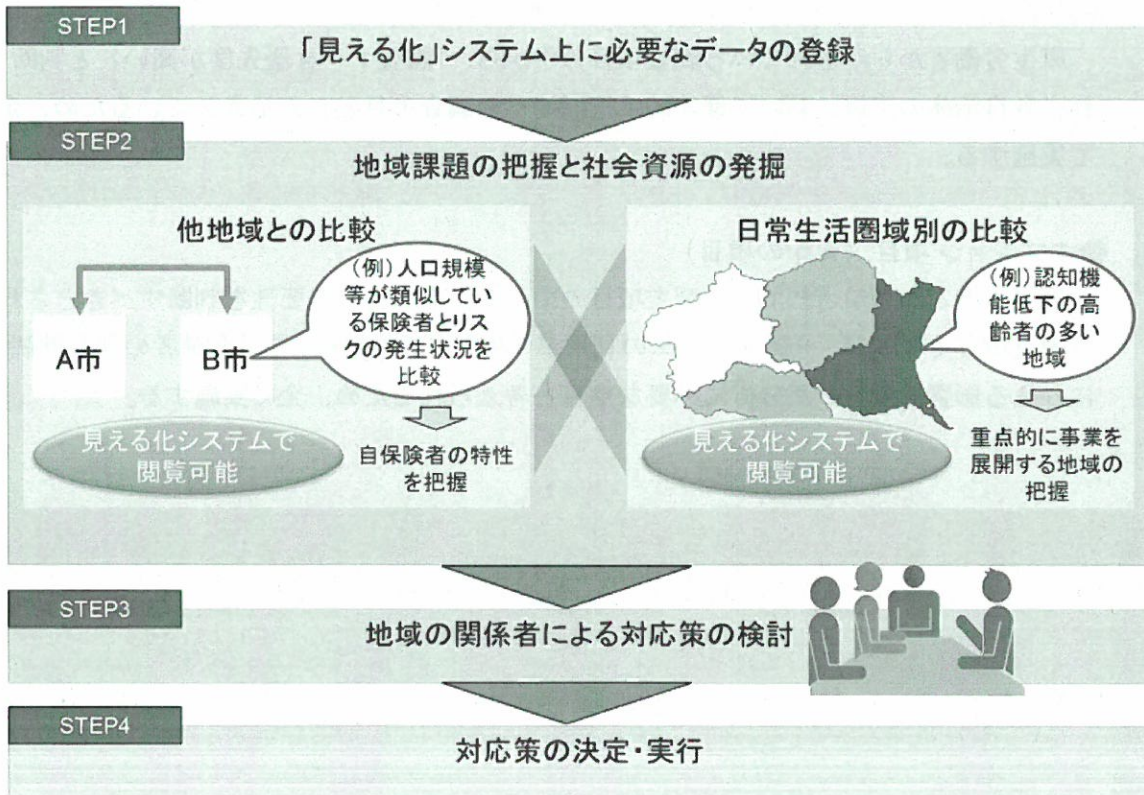 STEP1
「見える化」システム上に必要なデータの登録
STEP2
地域課題の把握と社会資源の発掘
他地域との比較
A市
B市
（例）人口規模
等が類似してい
る保険者とリス
クの発生状況を
比較
見える化システムで
閲覧可能
自保険者の特性
を把握
日常生活圏域別の比較
（例）認知機
能低下の高
齢者の多い
地域
見える化システムで
閲覧可能
重点的に事業を
展開する地域の
把握
STEP3
地域の関係者による対応策の検討
STEP4
対応策の決定・実行